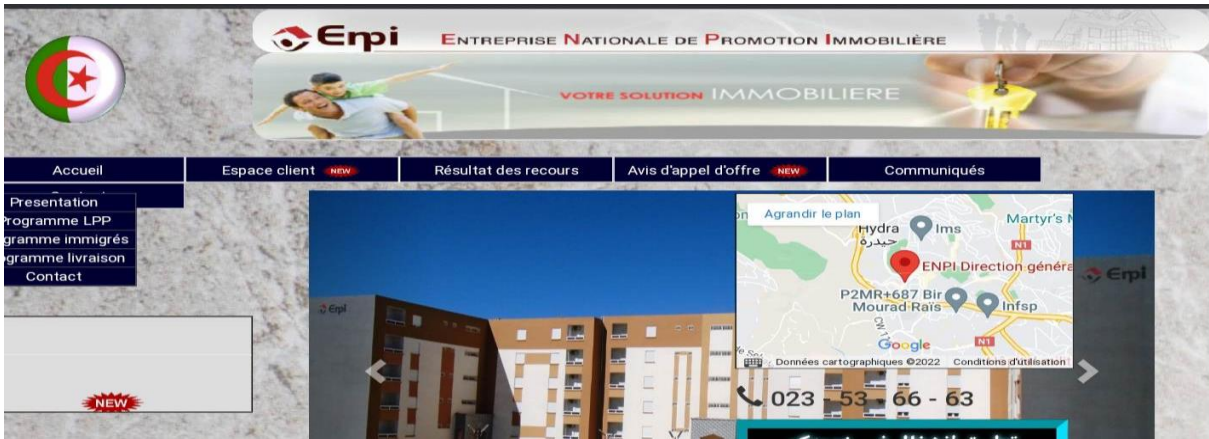 Enpi
ENTREPRISE NATIONALE DE PROMOTION IMMOBILIÈRE
VOTRE SOLUTION IMMOBILIERE
Accueil
Espace client NEW
Résultat des recours
Avis d'appel d'offre NEW
Communiqués
Presentation
Programme LPP
gramme immigrés
gramme livraison
Contact
NEW
Enpi
Enpi
Agrandir le plan
Hydra
حيدرة
Ims
Martyr's
N1
ENPI Direction généra
P2MR+687 Bir
Mourad Raïs
Infsp
N1
Google
Données cartographiques ©2022 Conditions d'utilisation
023 - 53 - 66 - 63